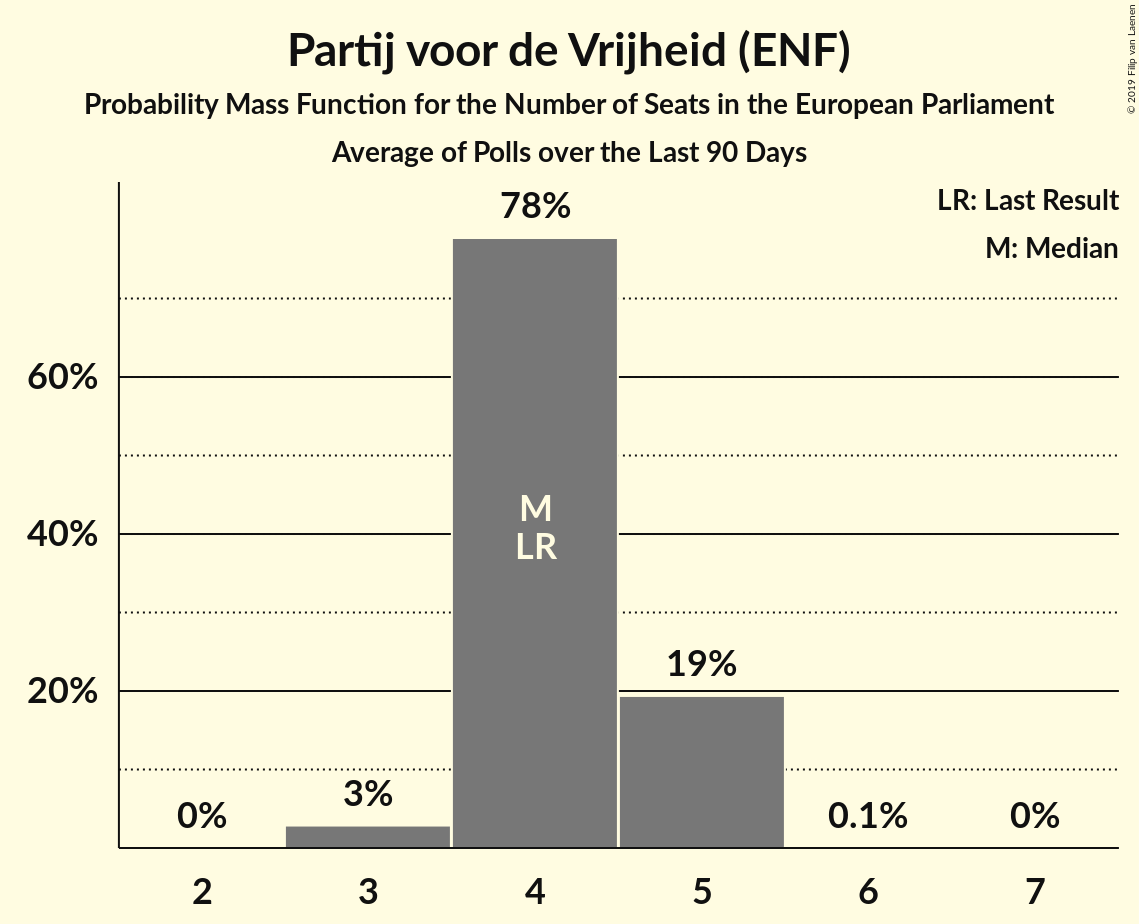 Partij voor de Vrijheid (ENF)
Probability Mass Function for the Number of Seats in the European Parliament
Average of Polls over the Last 90 Days
© 2019 Filip van Laenen
LR: Last Result
M: Median
78%
60%
40%
20%
M
LR
0%
3%
19%
0.1%
0%
2 3 4 5 6 7